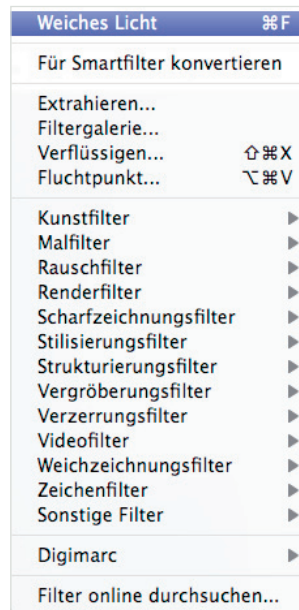 Weiches Licht ⌘F
Für Smartfilter konvertieren
Extrahieren...
Filtergalerie...
Verflüssigen... ⇧⌘X
Fluchtpunkt... ⌥⌘V
Kunstfilter
Malfilter
Rauschfilter
Renderfilter
Scharfzeichnungsfilter
Stilisierungsfilter
Strukturierungsfilter
Vergröberungsfilter
Verzerrungsfilter
Videofilter
Weichzeichnungsfilter
Zeichenfilter
Sonstige Filter
Digimarc
Filter online durchsuchen...